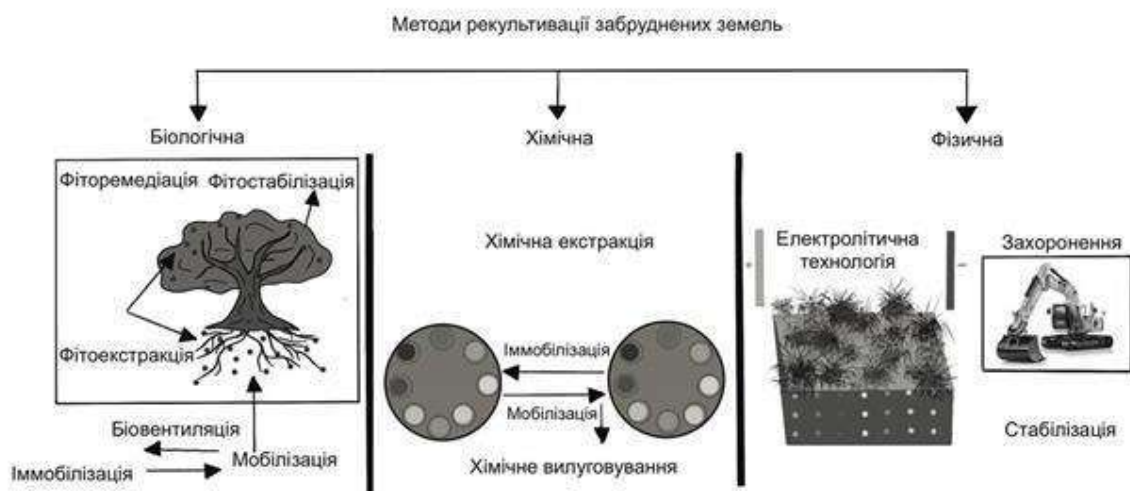 Методи рекультивації забруднених земель
Біологічна
Хімічна
Фізична
Фіторемедіація Фітостабілізація
Фітоекстракція
Біовентиляція
Мобілізація
Іммобілізація
Хімічна екстракція
Іммобілізація
Мобілізація
Хімічне вилуговування
Електролітична
технологія
+
−
Захоронення
Стабілізація